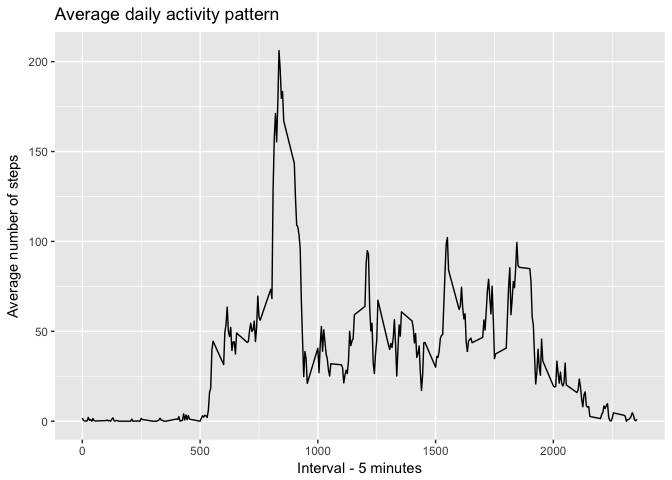 Average daily activity pattern
200
150
100
50
0
Average number of steps
0 500 1000 1500 2000
Interval - 5 minutes